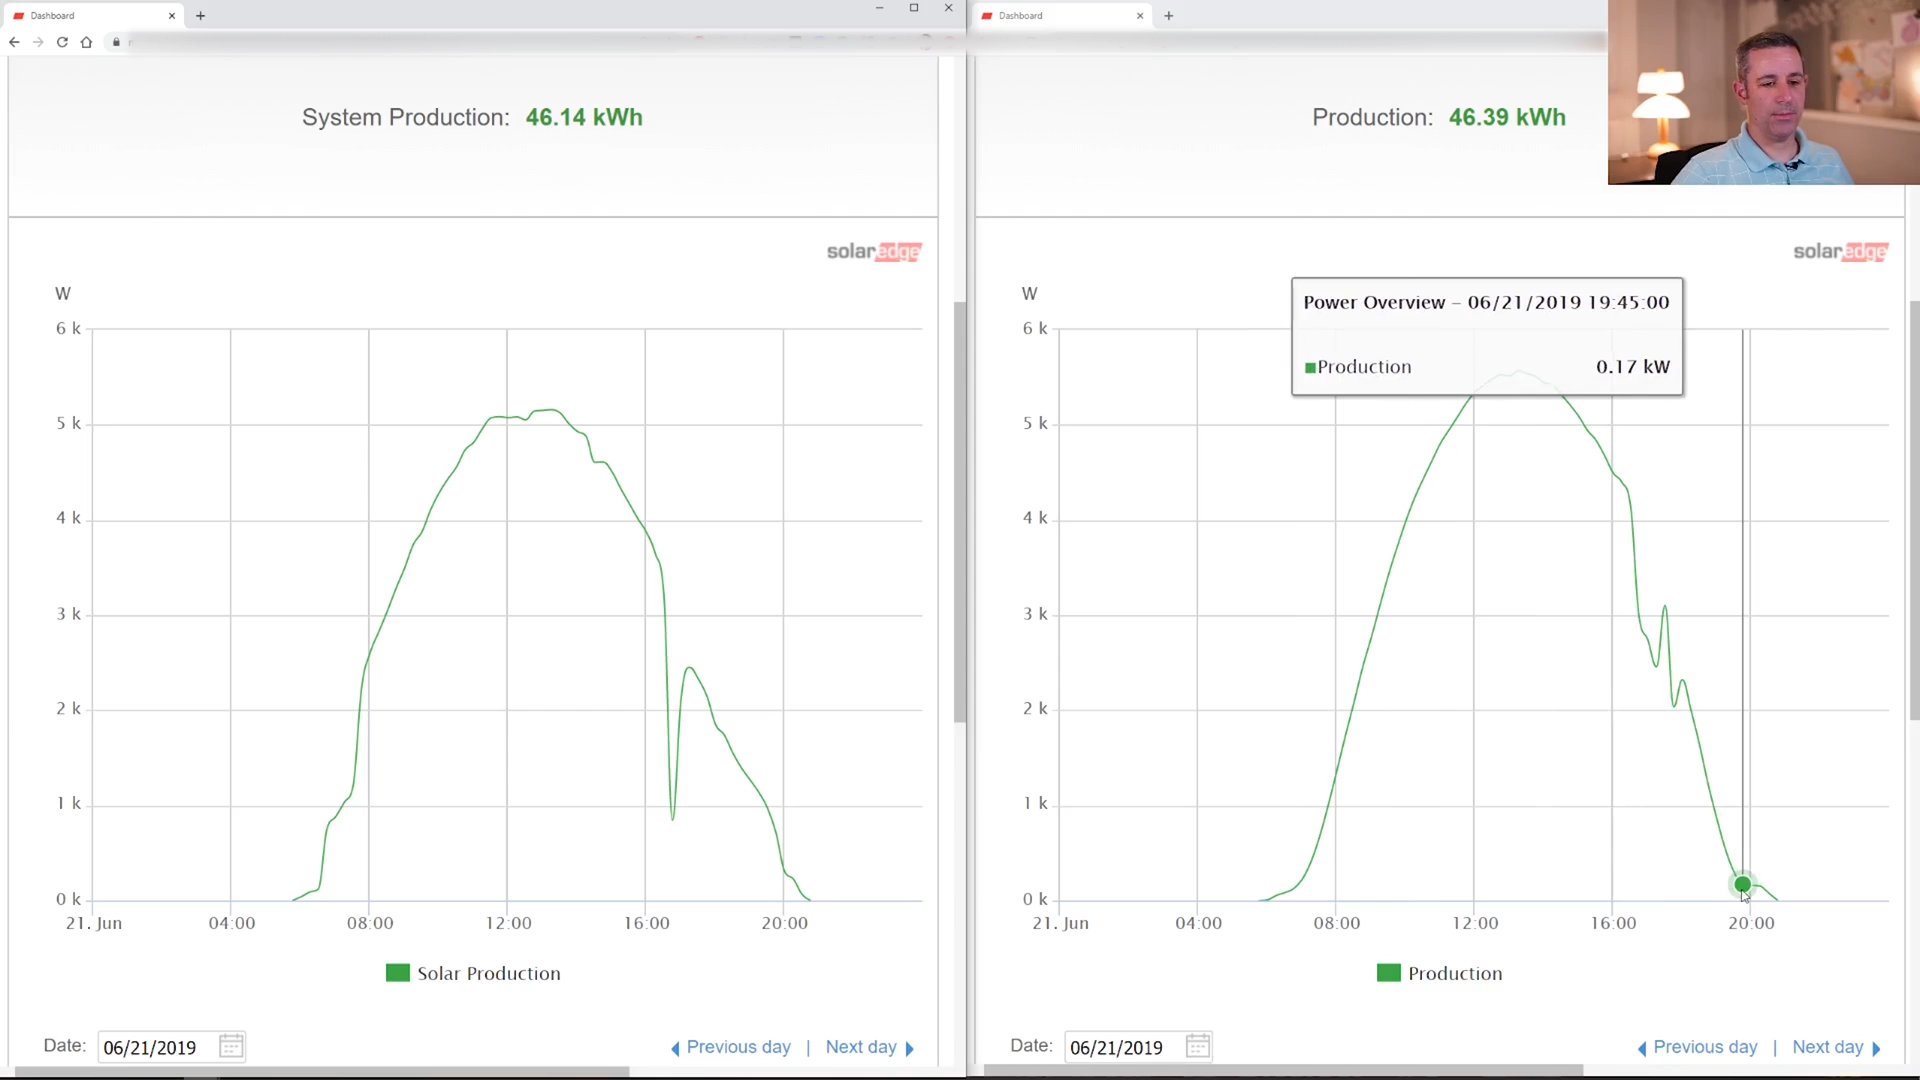 Dashboard
Dashboard
System Production: 46.14 kWh
solaredge
W
6 k
5 k
4 k
3 k
2 k
1 k
0 k
21. Jun 04:00 08:00 12:00 16:00 20:00
Solar Production
Date: 06/21/2019 Previous day | Next day
Production: 46.39 kWh
solaredge
W
Power Overview – 06/21/2019 19:45:00
Production 0.17 kW
6 k
5 k
4 k
3 k
2 k
1 k
0 k
21. Jun 04:00 08:00 12:00 16:00 20:00
Production
Date: 06/21/2019 Previous day | Next day